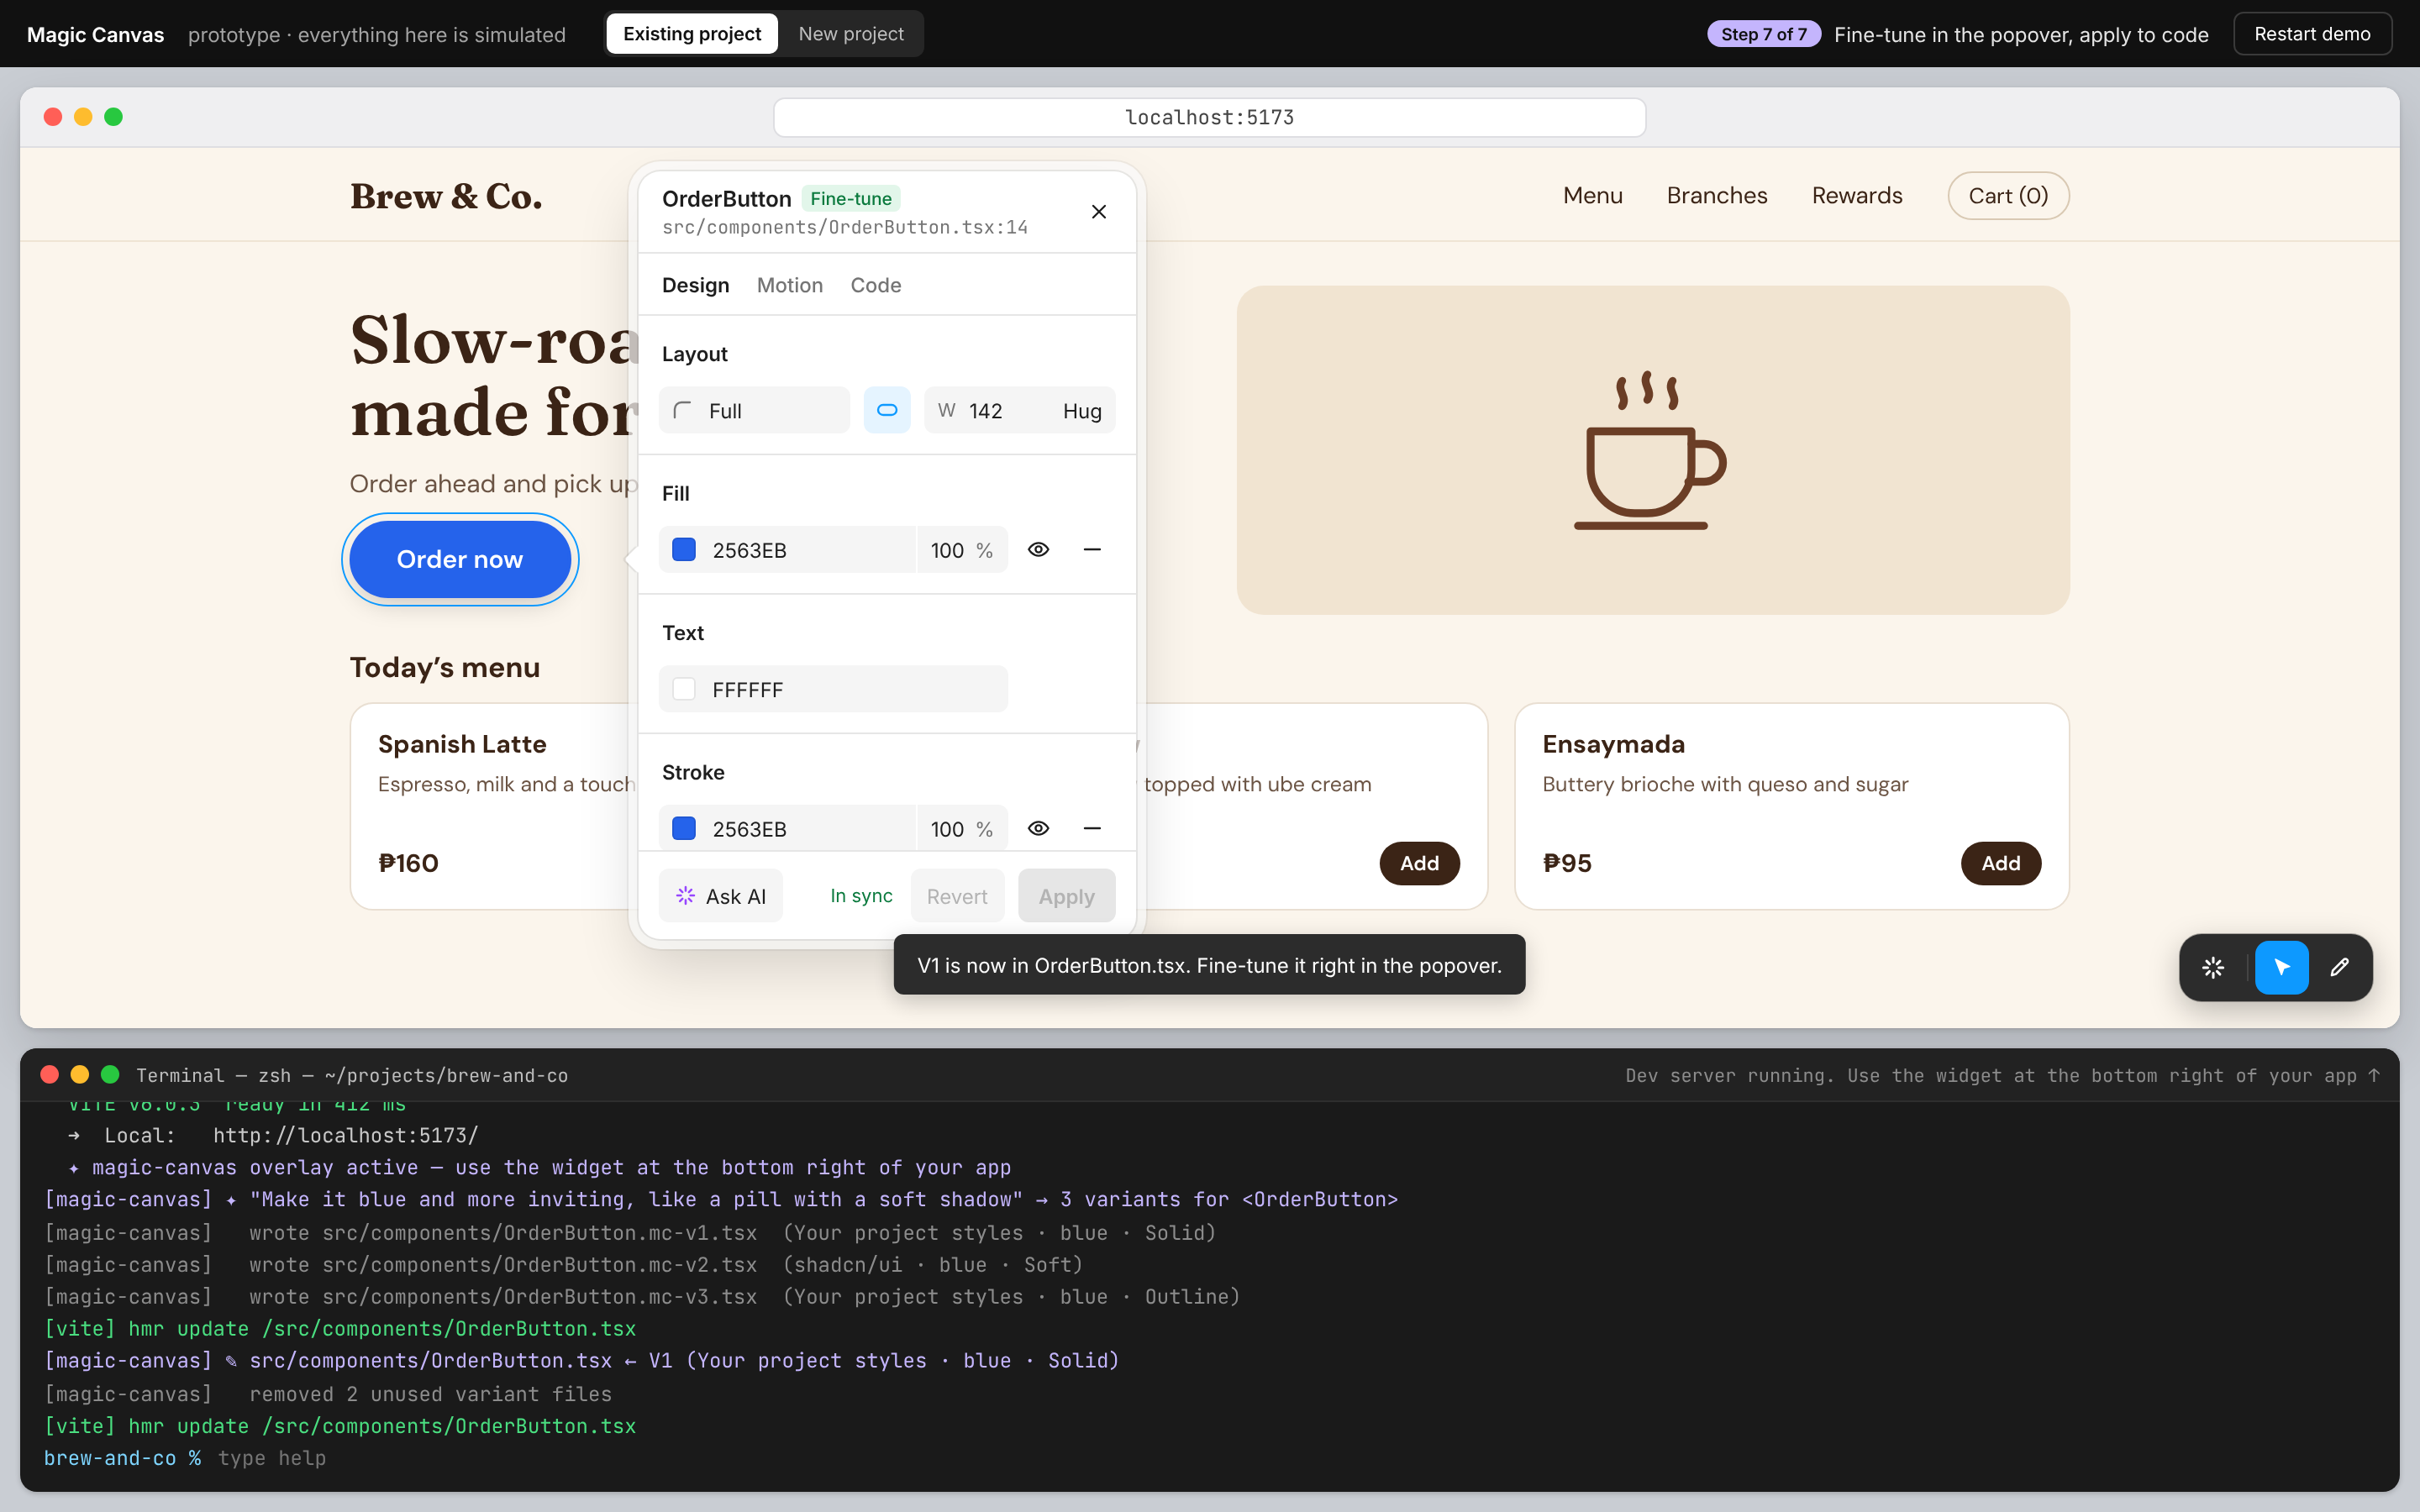 Magic Canvas prototype · everything here is simulated Existing project New project Step 7 of 7 Fine-tune in the popover, apply to code Restart demo
localhost:5173
Brew & Co. Menu Branches Rewards Cart (0)
OrderButton Fine-tune
src/components/OrderButton.tsx:14
Design Motion Code
Slow-roa
made for
Order ahead and pick up
Order now
Layout
Full W 142 Hug
Fill
2563EB 100 %
Text
FFFFFF
Stroke
2563EB 100 %
Ask AI In sync Revert Apply
Today’s menu
Spanish Latte
Espresso, milk and a touch
₱160
topped with ube cream
Add
Ensaymada
Buttery brioche with queso and sugar
₱95 Add
V1 is now in OrderButton.tsx. Fine-tune it right in the popover.
Terminal — zsh — ~/projects/brew-and-co Dev server running. Use the widget at the bottom right of your app ↑
VITE v6.0.3 ready in 412 ms
➜ Local: http://localhost:5173/
✦ magic-canvas overlay active — use the widget at the bottom right of your app
[magic-canvas] ✦ "Make it blue and more inviting, like a pill with a soft shadow" → 3 variants for <OrderButton>
[magic-canvas] wrote src/components/OrderButton.mc-v1.tsx (Your project styles · blue · Solid)
[magic-canvas] wrote src/components/OrderButton.mc-v2.tsx (shadcn/ui · blue · Soft)
[magic-canvas] wrote src/components/OrderButton.mc-v3.tsx (Your project styles · blue · Outline)
[vite] hmr update /src/components/OrderButton.tsx
[magic-canvas] ✎ src/components/OrderButton.tsx ← V1 (Your project styles · blue · Solid)
[magic-canvas] removed 2 unused variant files
[vite] hmr update /src/components/OrderButton.tsx
brew-and-co % type help